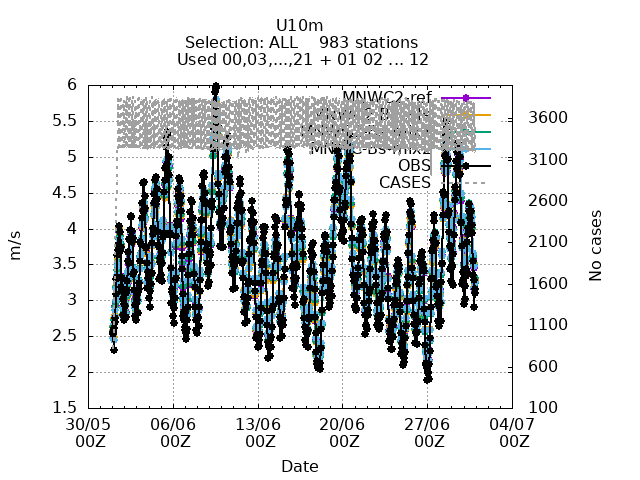 U10m
Selection: ALL    983 stations
Used 00,03,...,21 + 01 02 ... 12
MNWC2-ref
OBS
CASES
6
5.5
5
4.5
4
3.5
3
2.5
2
1.5
3600
3100
2600
2100
1600
1100
600
100
m/s
No cases
30/05 06/06 13/06 20/06 27/06 04/07
00Z 00Z 00Z 00Z 00Z 00Z
Date